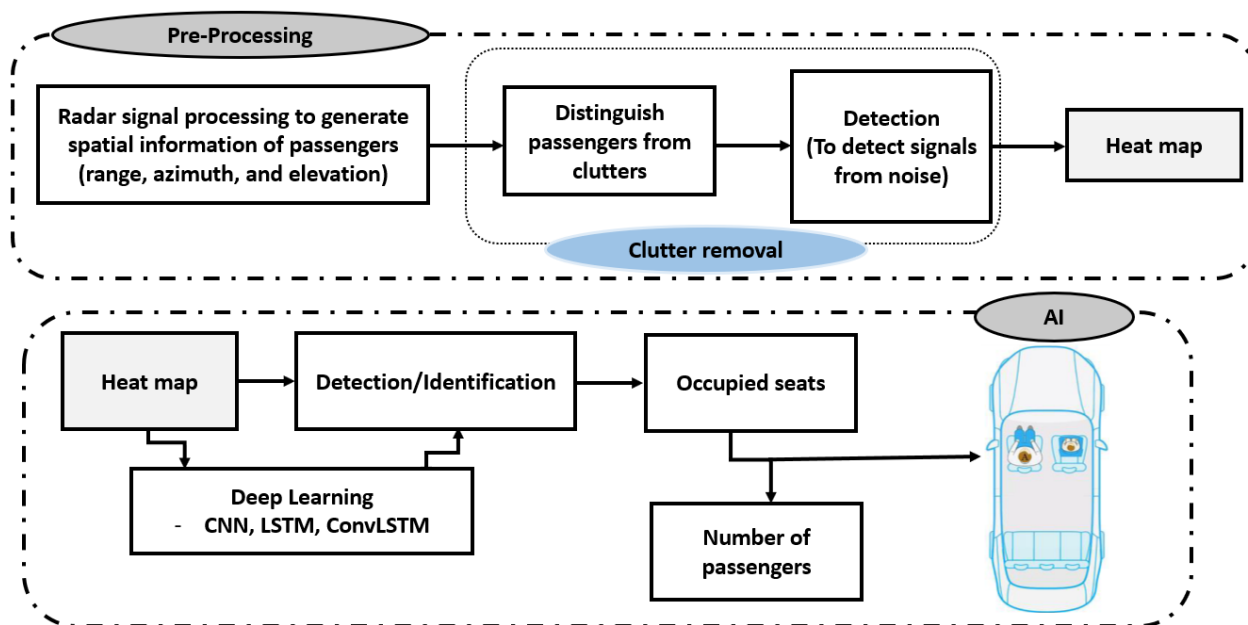 Pre-Processing
Radar signal processing to generate
spatial information of passengers
(range, azimuth, and elevation)
Distinguish
passengers from
clutters
Detection
(To detect signals
from noise)
Heat map
Clutter removal
AI
Heat map
Detection/Identification
Occupied seats
Deep Learning
- CNN, LSTM, ConvLSTM
Number of
passengers